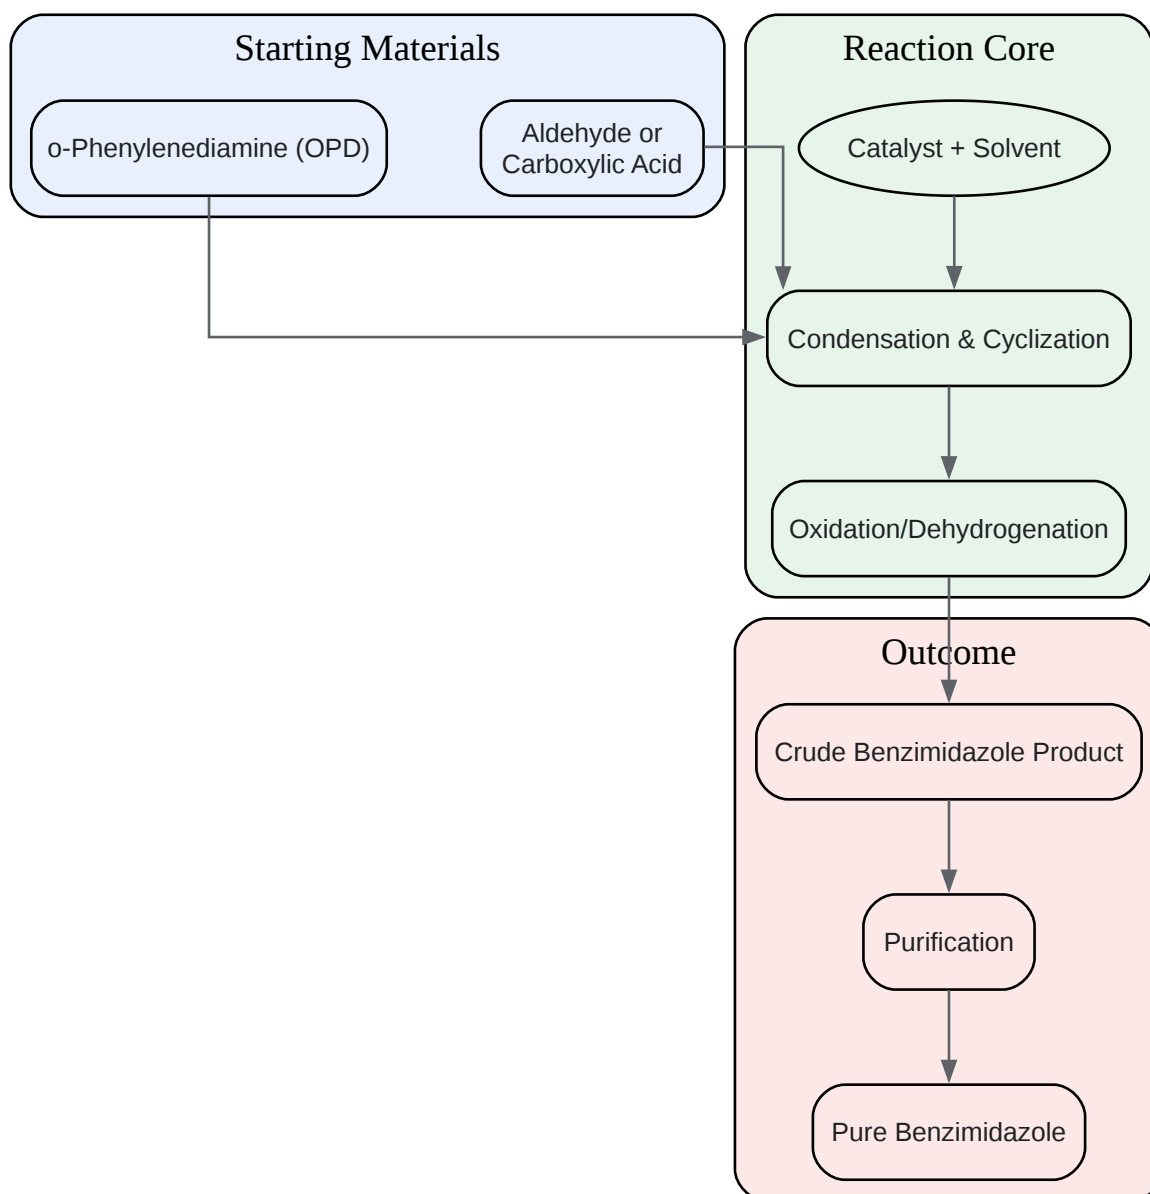 Starting Materials
o-Phenylenediamine (OPD)
Aldehyde or
Carboxylic Acid
Reaction Core
Catalyst + Solvent
Condensation & Cyclization
Oxidation/Dehydrogenation
Outcome
Crude Benzimidazole Product
Purification
Pure Benzimidazole